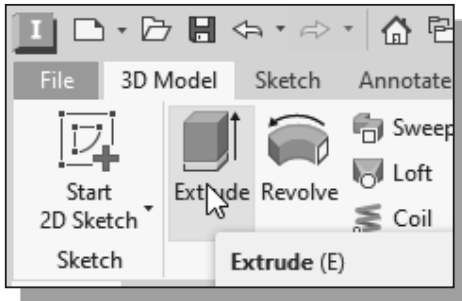 I
File 3D Model Sketch Annotate
Start
2D Sketch
Extrude
Revolve
Sweep
Loft
Coil
Sketch
Extrude (E)